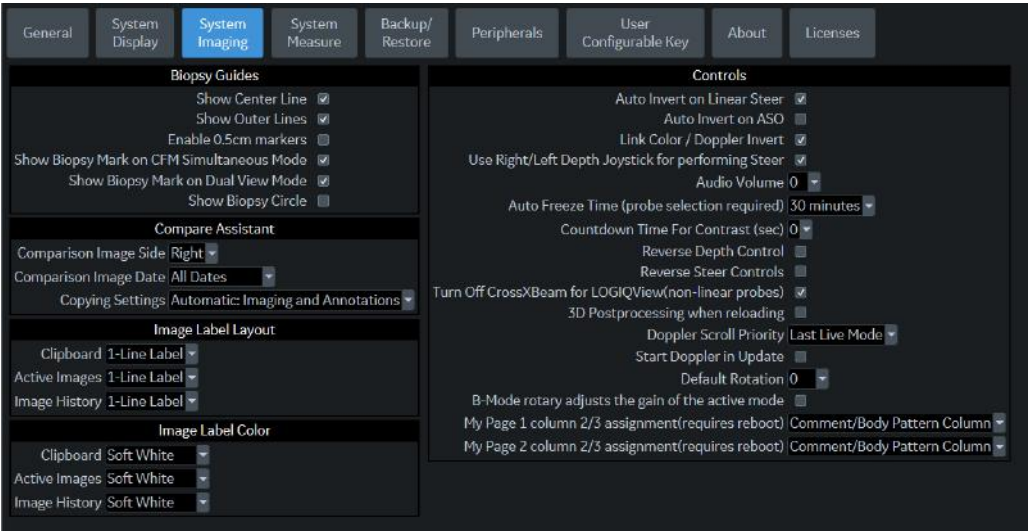 General
System
Display
System
Imaging
System
Measure
Backup/
Restore
Peripherals
User
Configurable Key
About
Licenses
Biopsy Guides
Show Center Line
Show Outer Lines
Enable 0.5cm markers
Show Biopsy Mark on CFM Simultaneous Mode
Show Biopsy Mark on Dual View Mode
Show Biopsy Circle
Compare Assistant
Comparison Image Side Right
Comparison Image Date All Dates
Copying Settings Automatic: Imaging and Annotations
Image Label Layout
Clipboard 1-Line Label
Active Images 1-Line Label
Image History 1-Line Label
Image Label Color
Clipboard Soft White
Active Images Soft White
Image History Soft White
Controls
Auto Invert on Linear Steer
Auto Invert on ASO
Link Color / Doppler Invert
Use Right/Left Depth Joystick for performing Steer
Audio Volume 0
Auto Freeze Time (probe selection required) 30 minutes
Countdown Time For Contrast (sec) 0
Reverse Depth Control
Reverse Steer Controls
Turn Off CrossXBeam for LOGIQView(non-linear probes)
3D Postprocessing when reloading
Doppler Scroll Priority Last Live Mode
Start Doppler in Update
Default Rotation 0
B-Mode rotary adjusts the gain of the active mode
My Page 1 column 2/3 assignment(requires reboot) Comment/Body Pattern Column
My Page 2 column 2/3 assignment(requires reboot) Comment/Body Pattern Column